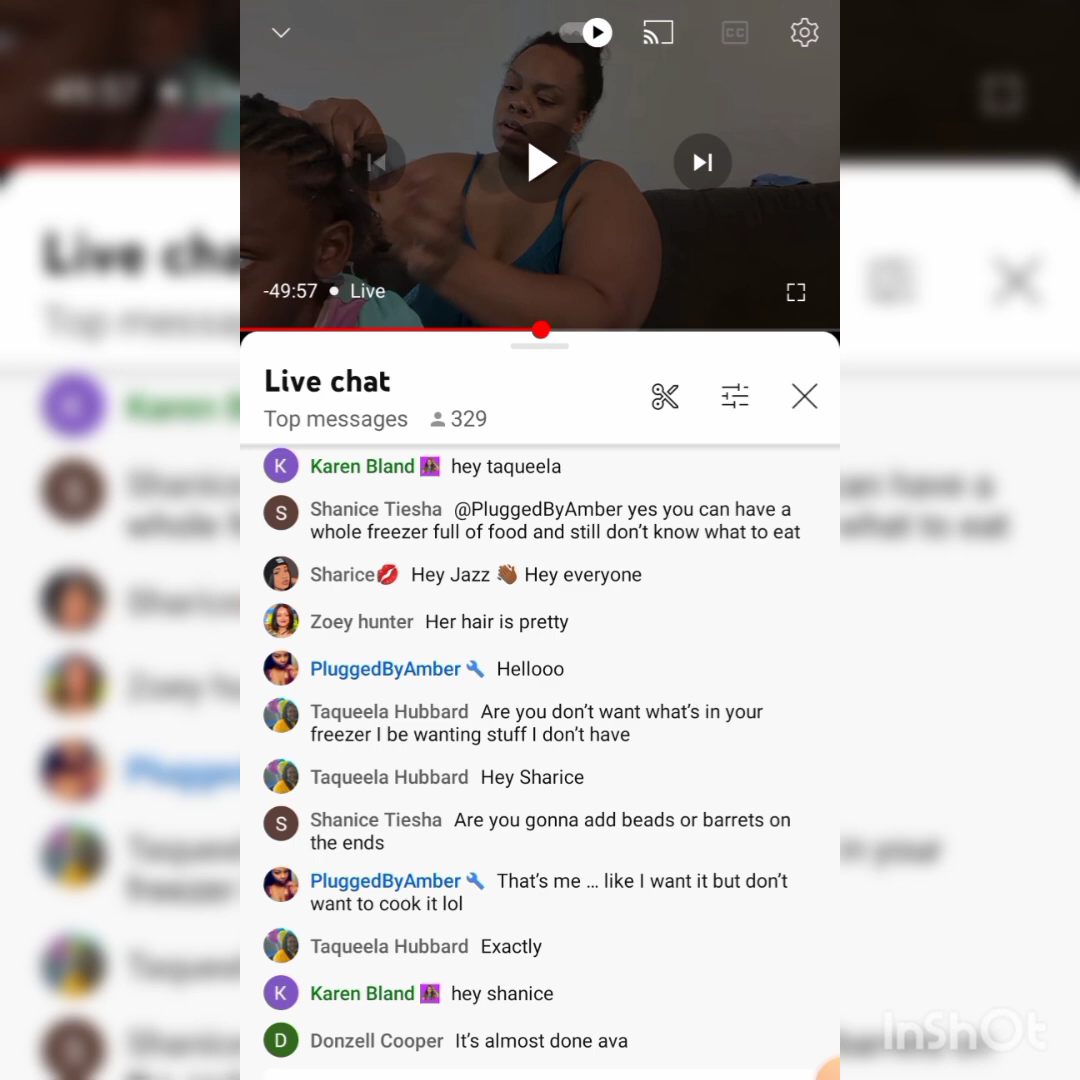 -49:57 • Live
Live chat
Top messages 329
K Karen Bland hey taqueela
S Shanice Tiesha @PluggedByAmber yes you can have a
whole freezer full of food and still don’t know what to eat
Sharice💋 Hey Jazz 👋🏾 Hey everyone
Zoey hunter Her hair is pretty
PluggedByAmber🔧 Hellooo
Taqueela Hubbard Are you don’t want what’s in your
freezer I be wanting stuff I don’t have
Taqueela Hubbard Hey Sharice
S Shanice Tiesha Are you gonna add beads or barrets on
the ends
PluggedByAmber🔧 That’s me … like I want it but don’t
want to cook it lol
Taqueela Hubbard Exactly
K Karen Bland hey shanice
D Donzell Cooper It’s almost done ava
InShOt